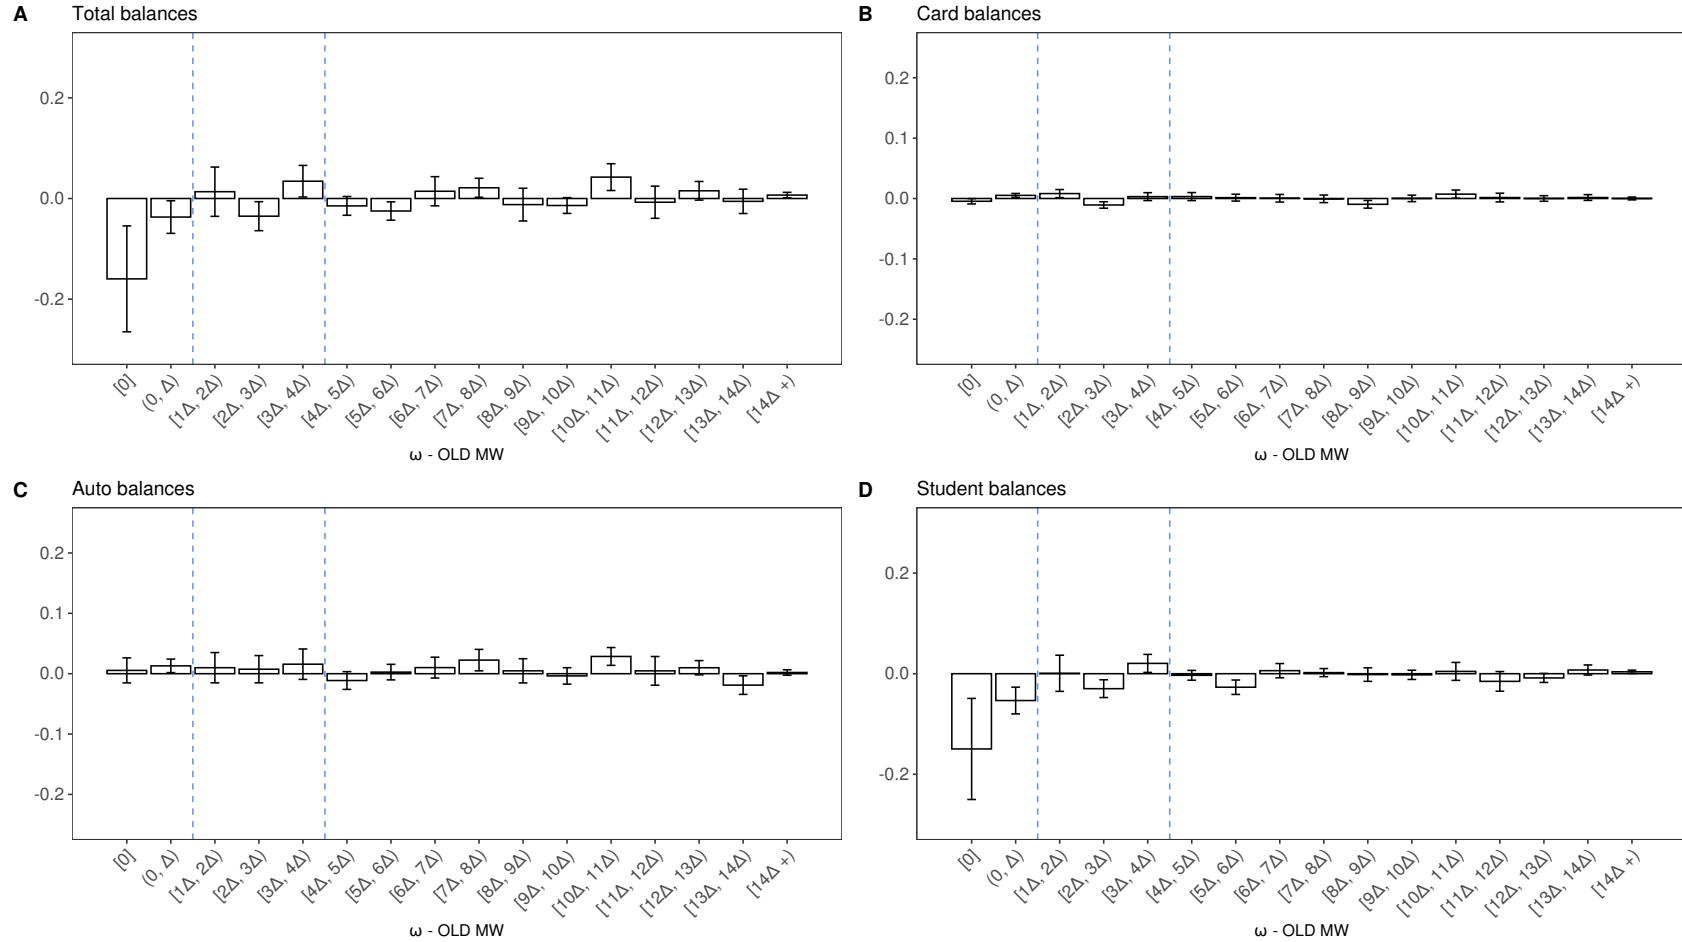 A Total balances
0.2
0.0
-0.2
[0] (0, Δ) [1Δ, 2Δ) [2Δ, 3Δ) [3Δ, 4Δ) [4Δ, 5Δ) [5Δ, 6Δ) [6Δ, 7Δ) [7Δ, 8Δ) [8Δ, 9Δ) [9Δ, 10Δ) [10Δ, 11Δ) [11Δ, 12Δ) [12Δ, 13Δ) [13Δ, 14Δ) [14Δ +)
ω - OLD MW
B Card balances
0.2
0.1
0.0
-0.1
-0.2
[0] (0, Δ) [1Δ, 2Δ) [2Δ, 3Δ) [3Δ, 4Δ) [4Δ, 5Δ) [5Δ, 6Δ) [6Δ, 7Δ) [7Δ, 8Δ) [8Δ, 9Δ) [9Δ, 10Δ) [10Δ, 11Δ) [11Δ, 12Δ) [12Δ, 13Δ) [13Δ, 14Δ) [14Δ +)
ω - OLD MW
C Auto balances
0.2
0.1
0.0
-0.1
-0.2
[0] (0, Δ) [1Δ, 2Δ) [2Δ, 3Δ) [3Δ, 4Δ) [4Δ, 5Δ) [5Δ, 6Δ) [6Δ, 7Δ) [7Δ, 8Δ) [8Δ, 9Δ) [9Δ, 10Δ) [10Δ, 11Δ) [11Δ, 12Δ) [12Δ, 13Δ) [13Δ, 14Δ) [14Δ +)
ω - OLD MW
D Student balances
0.2
0.0
-0.2
[0] (0, Δ) [1Δ, 2Δ) [2Δ, 3Δ) [3Δ, 4Δ) [4Δ, 5Δ) [5Δ, 6Δ) [6Δ, 7Δ) [7Δ, 8Δ) [8Δ, 9Δ) [9Δ, 10Δ) [10Δ, 11Δ) [11Δ, 12Δ) [12Δ, 13Δ) [13Δ, 14Δ) [14Δ +)
ω - OLD MW